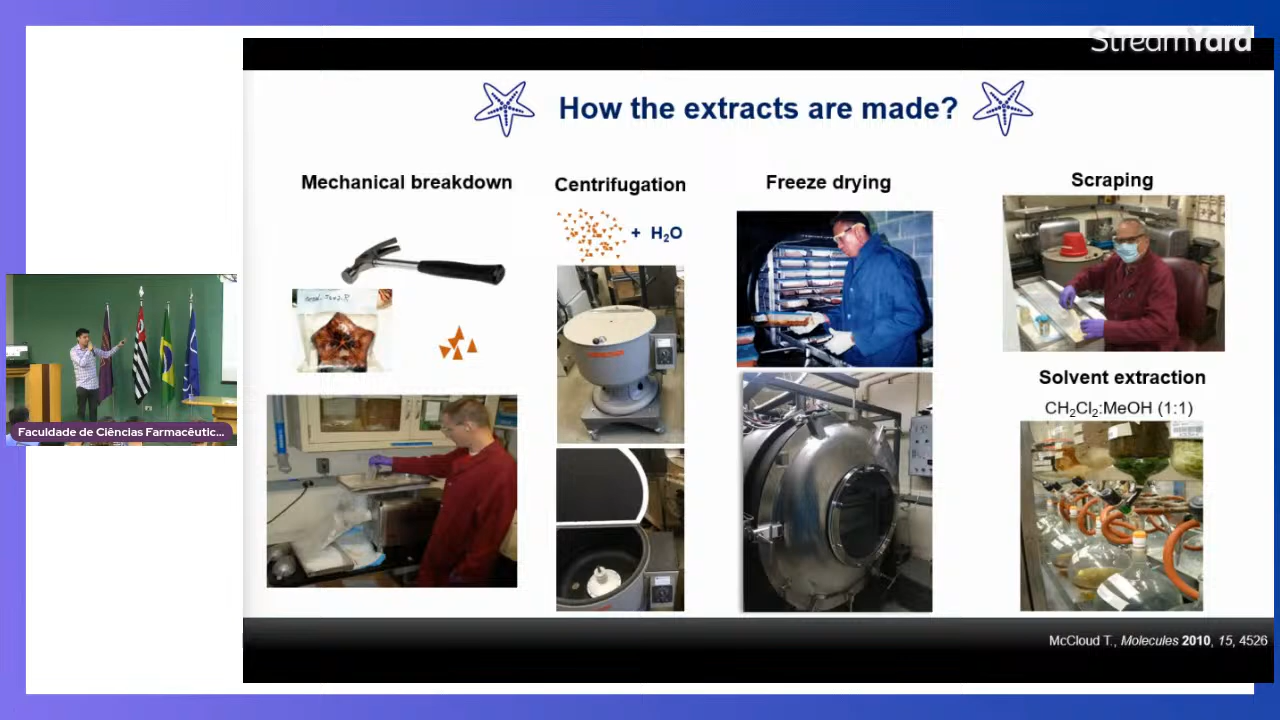 StreamYard
How the extracts are made?
Mechanical breakdown
Centrifugation
+ H₂O
Freeze drying
Scraping
Solvent extraction
CH₂Cl₂:MeOH (1:1)
Faculdade de Ciências Farmacêutic...
McCloud T., Molecules 2010, 15, 4526